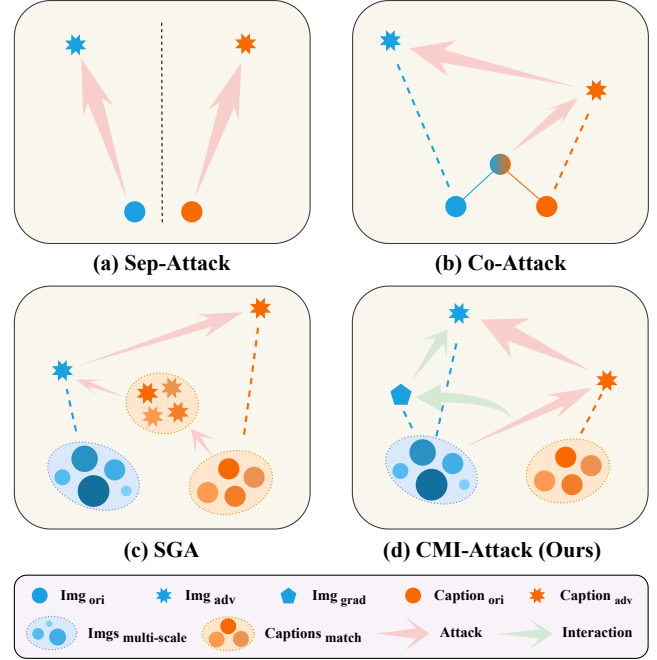 (a) Sep-Attack
(b) Co-Attack
(c) SGA
(d) CMI-Attack (Ours)
Img ori Img adv Img grad Caption ori Caption adv
Imgs multi-scale Captions match Attack Interaction